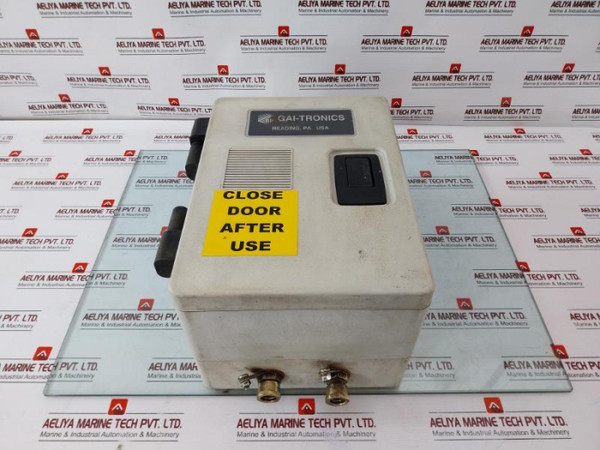 GAI-TRONICS
READING, PA USA
CLOSE
DOOR
AFTER
USE
AELIYA MARINE TECH PVT. LTD.
Marine & Industrial Automation & Machinery